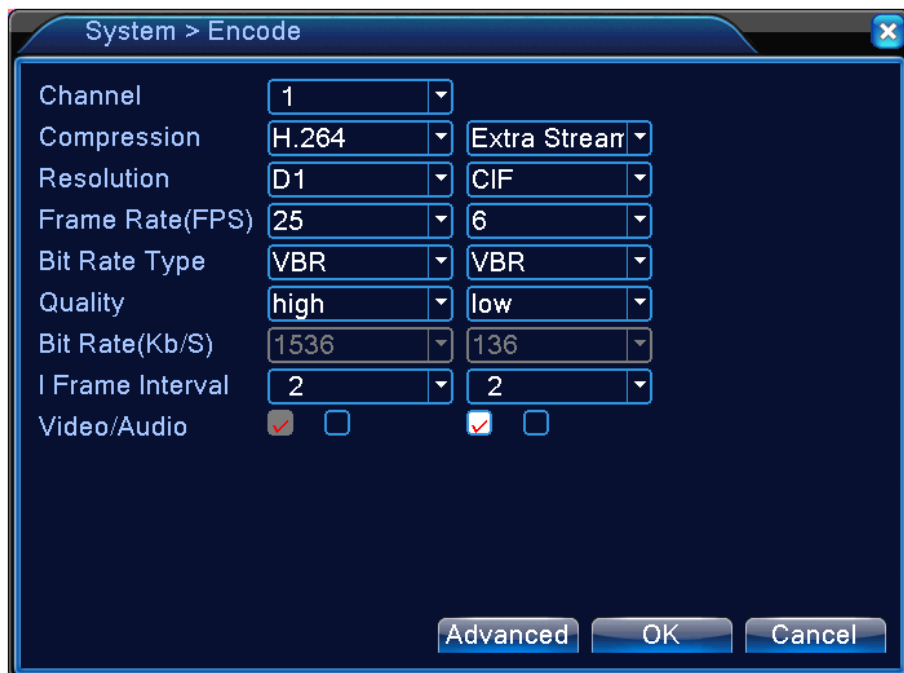 System > Encode
Channel 1
Compression H.264 Extra Stream
Resolution D1 CIF
Frame Rate(FPS) 25 6
Bit Rate Type VBR VBR
Quality high low
Bit Rate(Kb/S) 1536 136
I Frame Interval 2 2
Video/Audio
Advanced OK Cancel